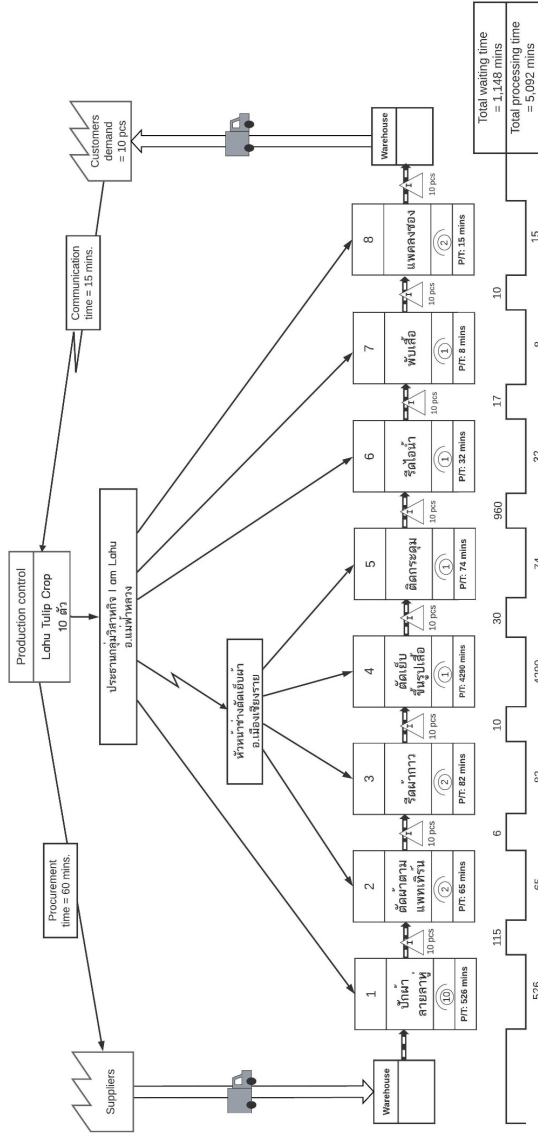 Production control
Lahu Tulip Crop
10 ตัว
Suppliers
Procurement
time = 60 mins.
Communication
time = 15 mins.
Customers
demand
= 10 pcs
ประธานกลุ่มวิสาหกิจ I am Lahu
อ.แม่ฟ้าหลวง
หัวหน้าช่างตัดเย็บผ้า
อ.เมืองเชียงราย
Warehouse
1
ปักผ้า
ลายลาหู่
10
P/T: 526 mins
I
10 pcs
2
ตัดผ้าตาม
แพทเทิร์น
2
P/T: 65 mins
I
10 pcs
3
รีดผ้ากาว
2
P/T: 82 mins
I
10 pcs
4
ตัดเย็บ
ขึ้นรูปเสื้อ
1
P/T: 4290 mins
I
10 pcs
5
ติดกระดุม
1
P/T: 74 mins
I
10 pcs
6
รีดไอน้ำ
1
P/T: 32 mins
I
10 pcs
7
พับเสื้อ
1
P/T: 8 mins
I
10 pcs
8
แพคลงซอง
2
P/T: 15 mins
I
10 pcs
Warehouse
526
115
65
6
82
10
4290
30
74
960
32
17
8
10
15
Total waiting time
= 1,148 mins
Total processing time
= 5,092 mins